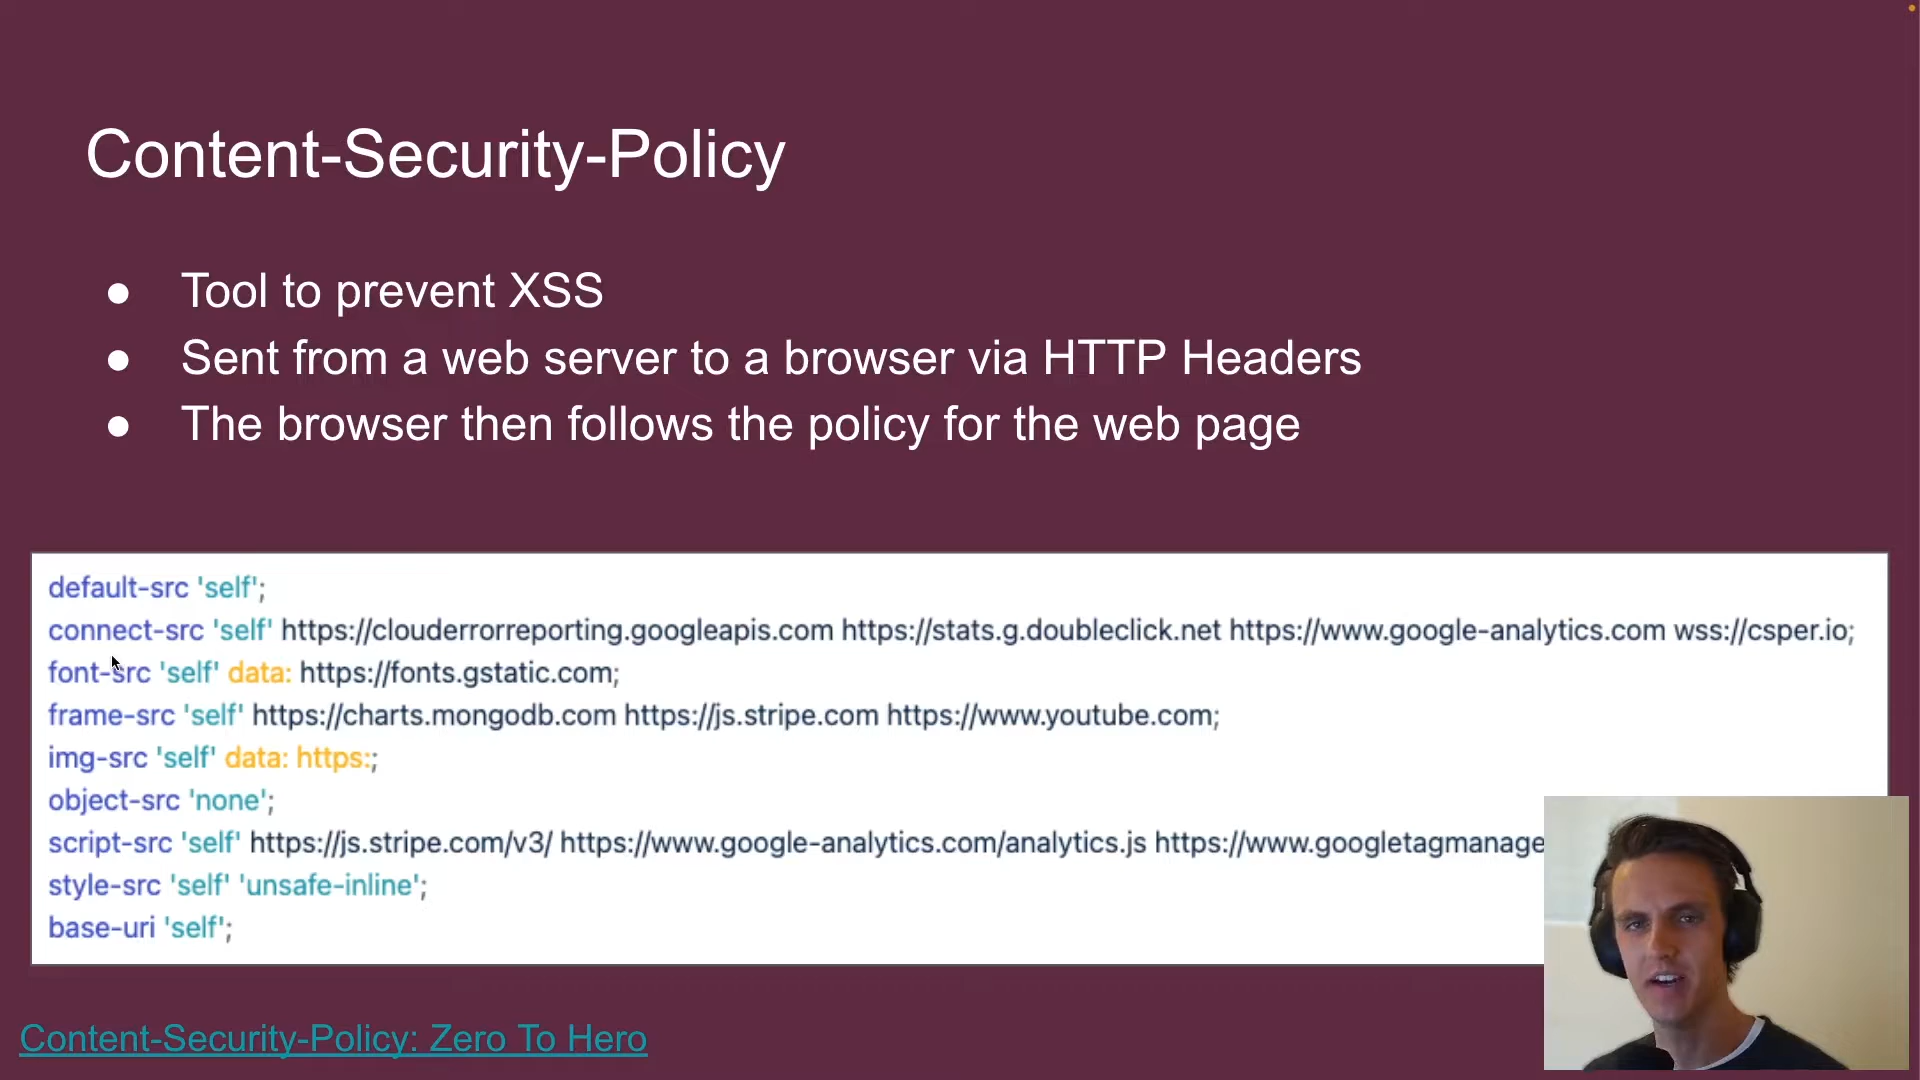 Content-Security-Policy
● Tool to prevent XSS
● Sent from a web server to a browser via HTTP Headers
● The browser then follows the policy for the web page
default-src 'self';
connect-src 'self' https://clouderrorreporting.googleapis.com https://stats.g.doubleclick.net https://www.google-analytics.com wss://csper.io;
font-src 'self' data: https://fonts.gstatic.com;
frame-src 'self' https://charts.mongodb.com https://js.stripe.com https://www.youtube.com;
img-src 'self' data: https:;
object-src 'none';
script-src 'self' https://js.stripe.com/v3/ https://www.google-analytics.com/analytics.js https://www.googletagmanage
style-src 'self' 'unsafe-inline';
base-uri 'self';
Content-Security-Policy: Zero To Hero